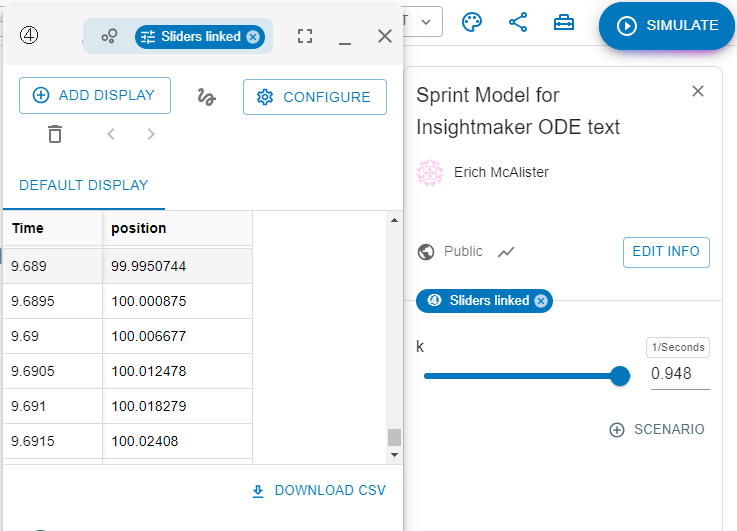 ④ Sliders linked
T
SIMULATE
ADD DISPLAY
CONFIGURE
DEFAULT DISPLAY
Time position
9.689 99.9950744
9.6895 100.000875
9.69 100.006677
9.6905 100.012478
9.691 100.018279
9.6915 100.02408
DOWNLOAD CSV
Sprint Model for
Insightmaker ODE text
Erich McAlister
Public
EDIT INFO
④ Sliders linked
k
1/Seconds
0.948
SCENARIO